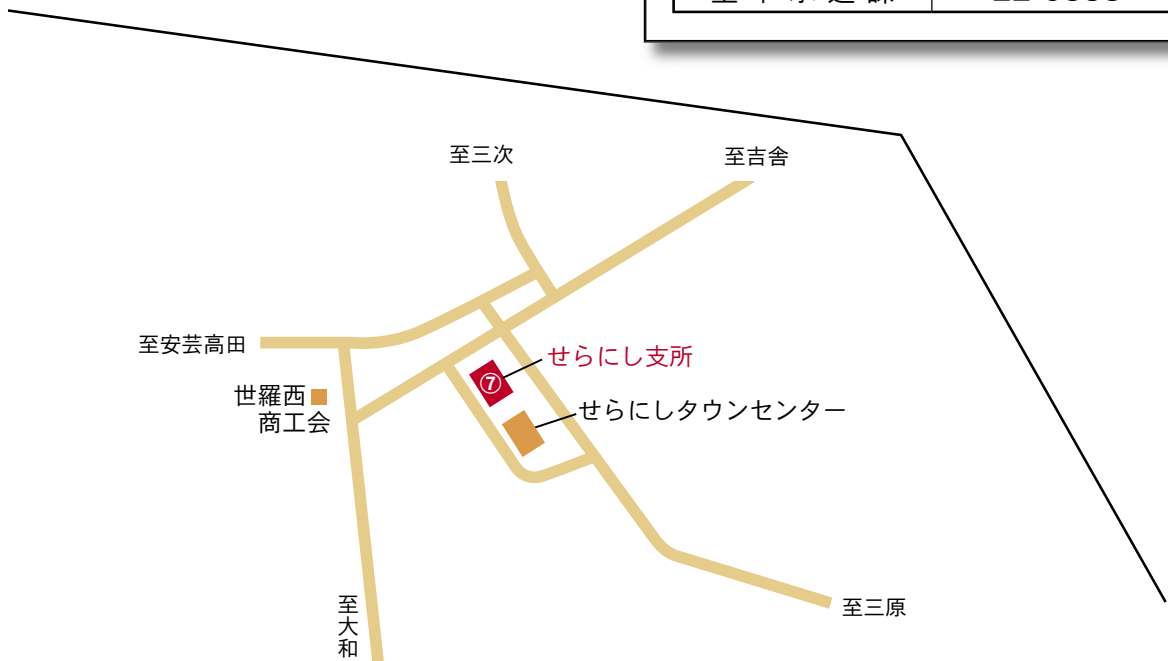 至三次
至吉舎
至安芸高田
せらにし支所
⑦
世羅西
商工会
せらにしタウンセンター
至三原
至大和